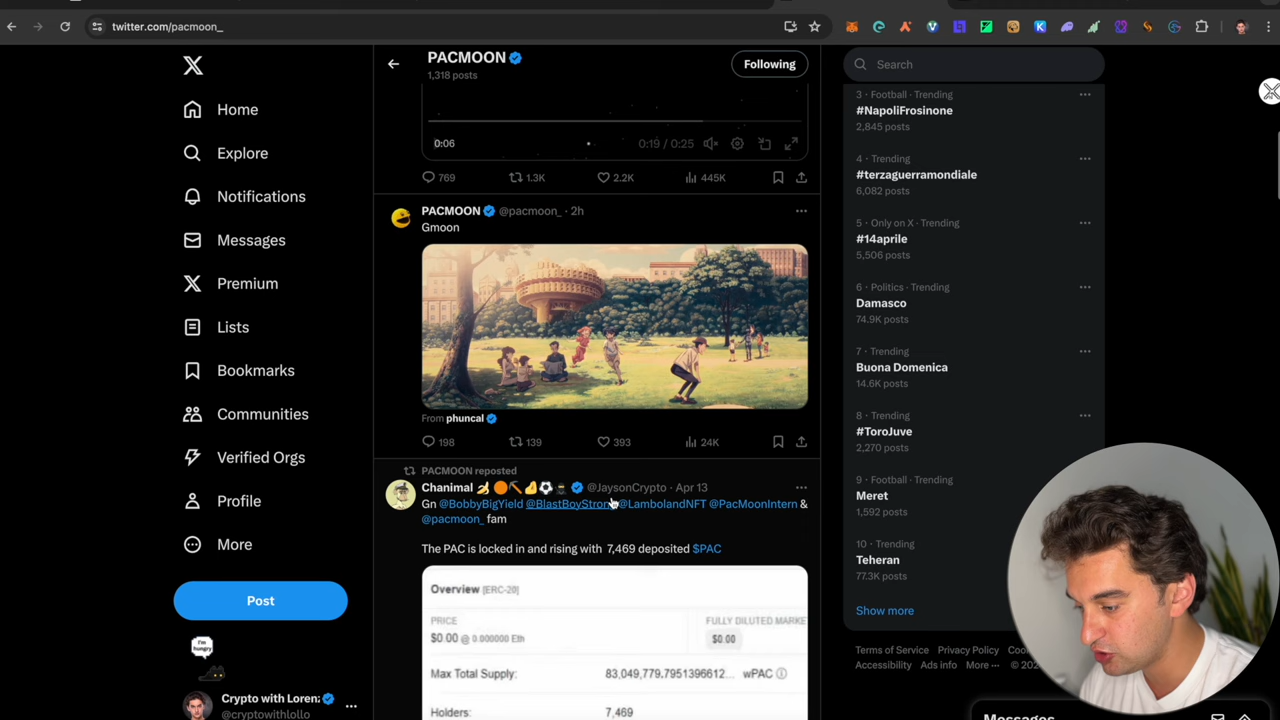 twitter.com/pacmoon_
PACMOON
1,318 posts
Following
Home
Explore
Notifications
Messages
Premium
Lists
Bookmarks
Communities
Verified Orgs
Profile
More
Post
I'm hungry
Crypto with Loren
@cryptowithlollo
0:06
0:19 / 0:25
769 1.3K 2.2K 445K
PACMOON @pacmoon_ · 2h
Gmoon
From phuncal
198 139 393 24K
PACMOON reposted
Chanimal @JaysonCrypto · Apr 13
Gn @BobbyBigYield @BlastBoyStrong @LambolandNFT @PacMoonIntern &
@pacmoon_ fam
The PAC is locked in and rising with 7,469 deposited $PAC
Overview [ERC-20]
PRICE
$0.00 @ 0.000000 Eth
FULLY DILUTED MARKE
$0.00
Max Total Supply: 83,049,779.7951396612... wPAC
Holders: 7,469
Search
3 · Football · Trending
#NapoliFrosinone
2,845 posts
4 · Trending
#terzaguerramondiale
6,082 posts
5 · Only on X · Trending
#14aprile
5,506 posts
6 · Politics · Trending
Damasco
74.9K posts
7 · Trending
Buona Domenica
14.6K posts
8 · Trending
#ToroJuve
2,270 posts
9 · Football · Trending
Meret
1,592 posts
10 · Trending
Teheran
77.3K posts
Show more
Terms of Service Privacy Policy Coo
Accessibility Ads info More ··· © 202
Messages